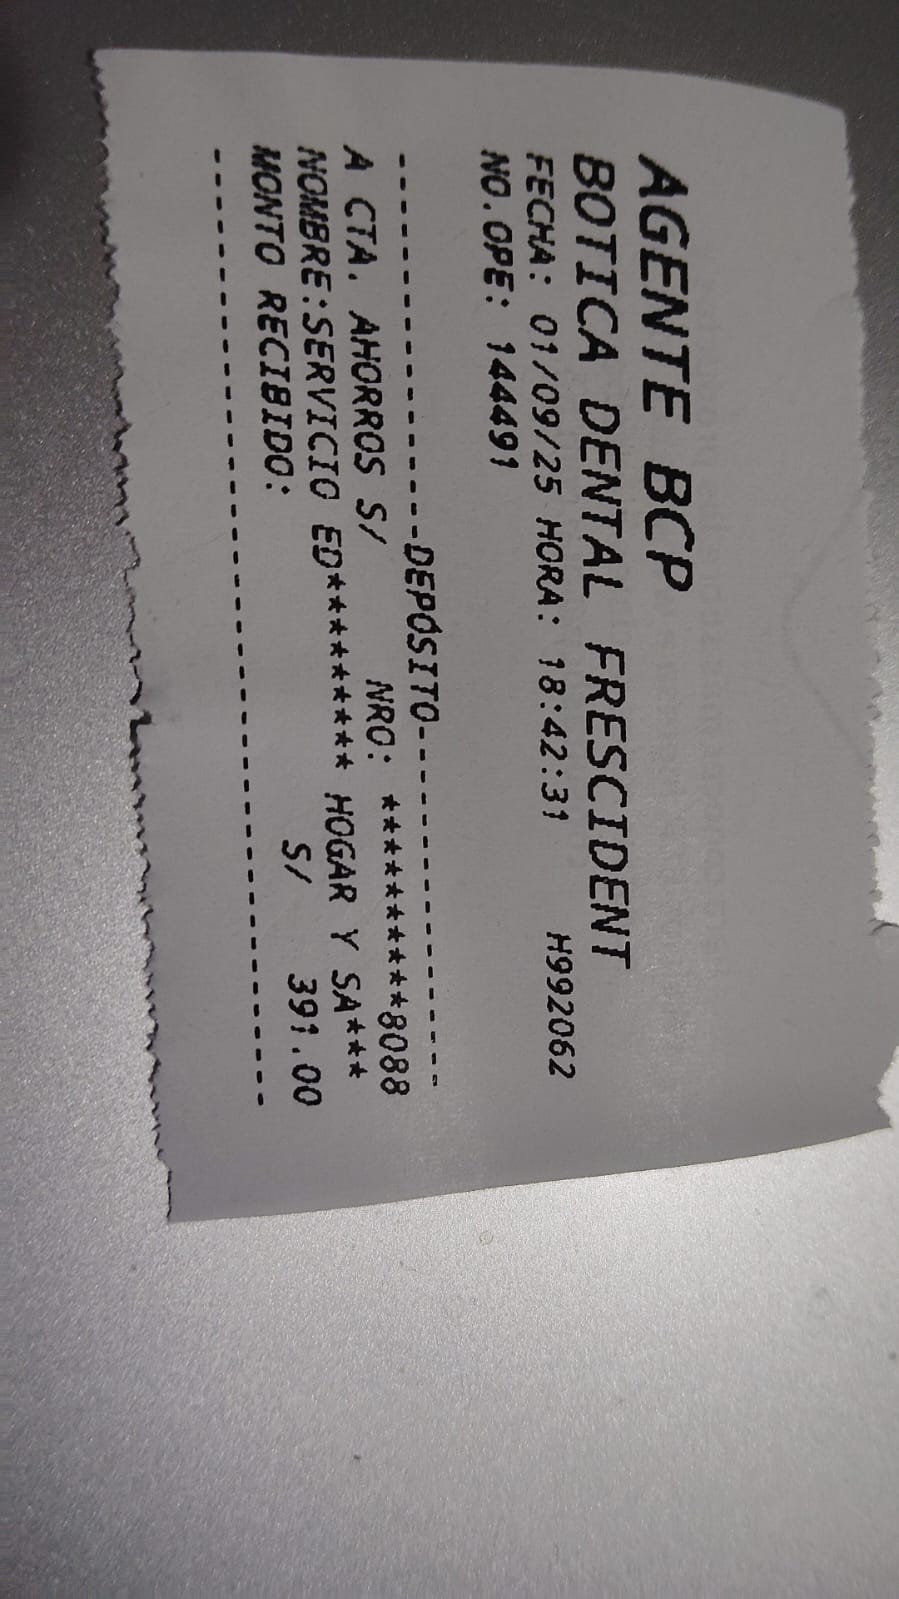 AGENTE BCP
BOTICA DENTAL FRESCIDENT
FECHA: 01/09/25 HORA: 18:42:31 H992062
NO.OPE: 144491
-----------------DEPÓSITO----------------------
A CTA. AHORROS S/ NRO: **********8088
NOMBRE:SERVICIO ED********* HOGAR Y SA***
MONTO RECIBIDO: S/ 391.00
------------------------------------------------